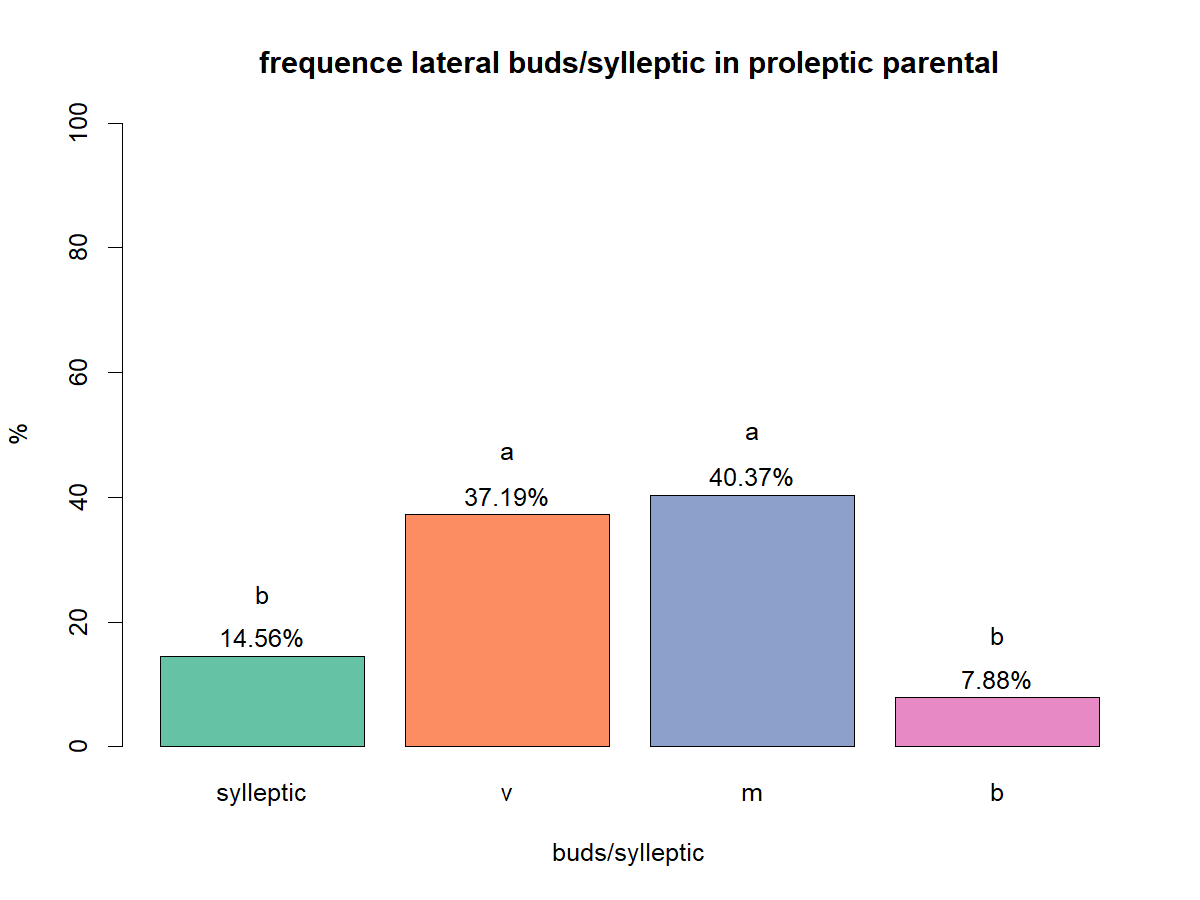 frequence lateral buds/sylleptic in proleptic parental
100
80
60
40
20
0
%
b
14.56%
a
37.19%
a
40.37%
b
7.88%
sylleptic v m b
buds/sylleptic